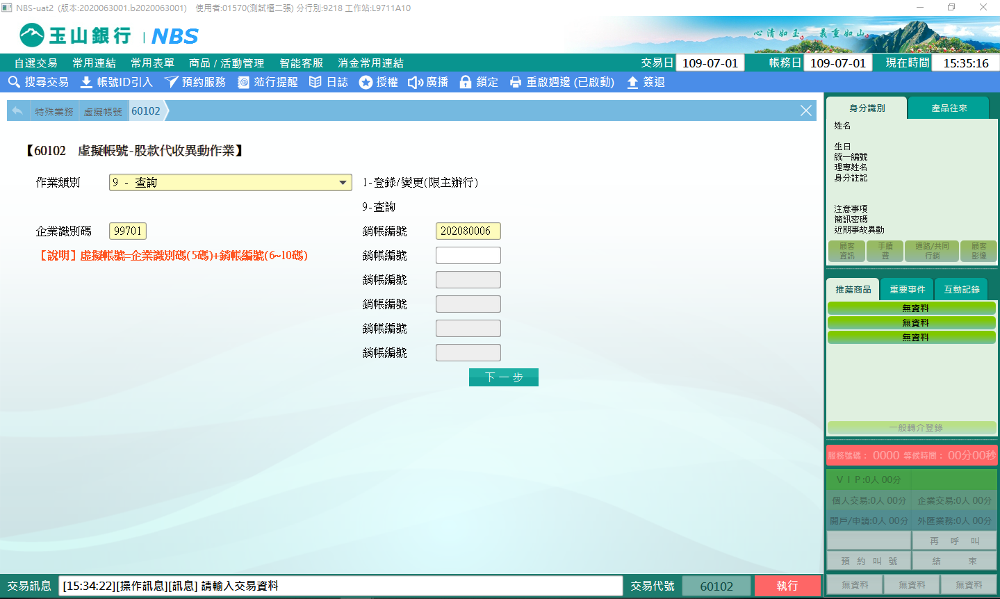 NBS-uat2 (版本:2020063001.b2020063001) 使用者:01570(測試櫃二張) 分行別:9218 工作站:L9711A10
玉山銀行 NBS
心清如玉。 義重如山。
自選交易 常用連結 常用表單 商品 / 活動管理 智能客服 消金常用連結 交易日 109-07-01 帳務日 109-07-01 現在時間 15:35:16
搜尋交易 帳號ID引入 預約服務 蒞行提醒 日誌 授權 廣播 鎖定 重啟週邊 (已啟動) 簽退
特殊業務 虛擬帳號 60102
【60102 虛擬帳號-股款代收異動作業】
作業類別 9 - 查詢 1-登錄/變更(限主辦行)
9-查詢
企業識別碼 99701 銷帳編號 202080006
【說明】虛擬帳號=企業識別碼(5碼)+銷帳編號(6~10碼) 銷帳編號
銷帳編號
銷帳編號
銷帳編號
銷帳編號
下一步
身分識別 產品往來
姓名
生日
統一編號
理專姓名
身分註記
注意事項
簡訊密碼
近期事故異動
顧客資訊 手續費 通路/共同行銷 顧客影像
推薦商品 重要事件 互動記錄
無資料
無資料
無資料
一般轉介登錄
服務號碼： 0000 等候時間： 00分00秒
ＶＩＰ:0人 00分
個人交易:0人 00分 企業交易:0人 00分
開戶/申請:0人 00分 外匯業務:0人 00分
再 呼 叫
預 約 叫 號 結 束
無資料 無資料 無資料
交易訊息 [15:34:22][操作訊息][訊息] 請輸入交易資料 交易代號 60102 執行